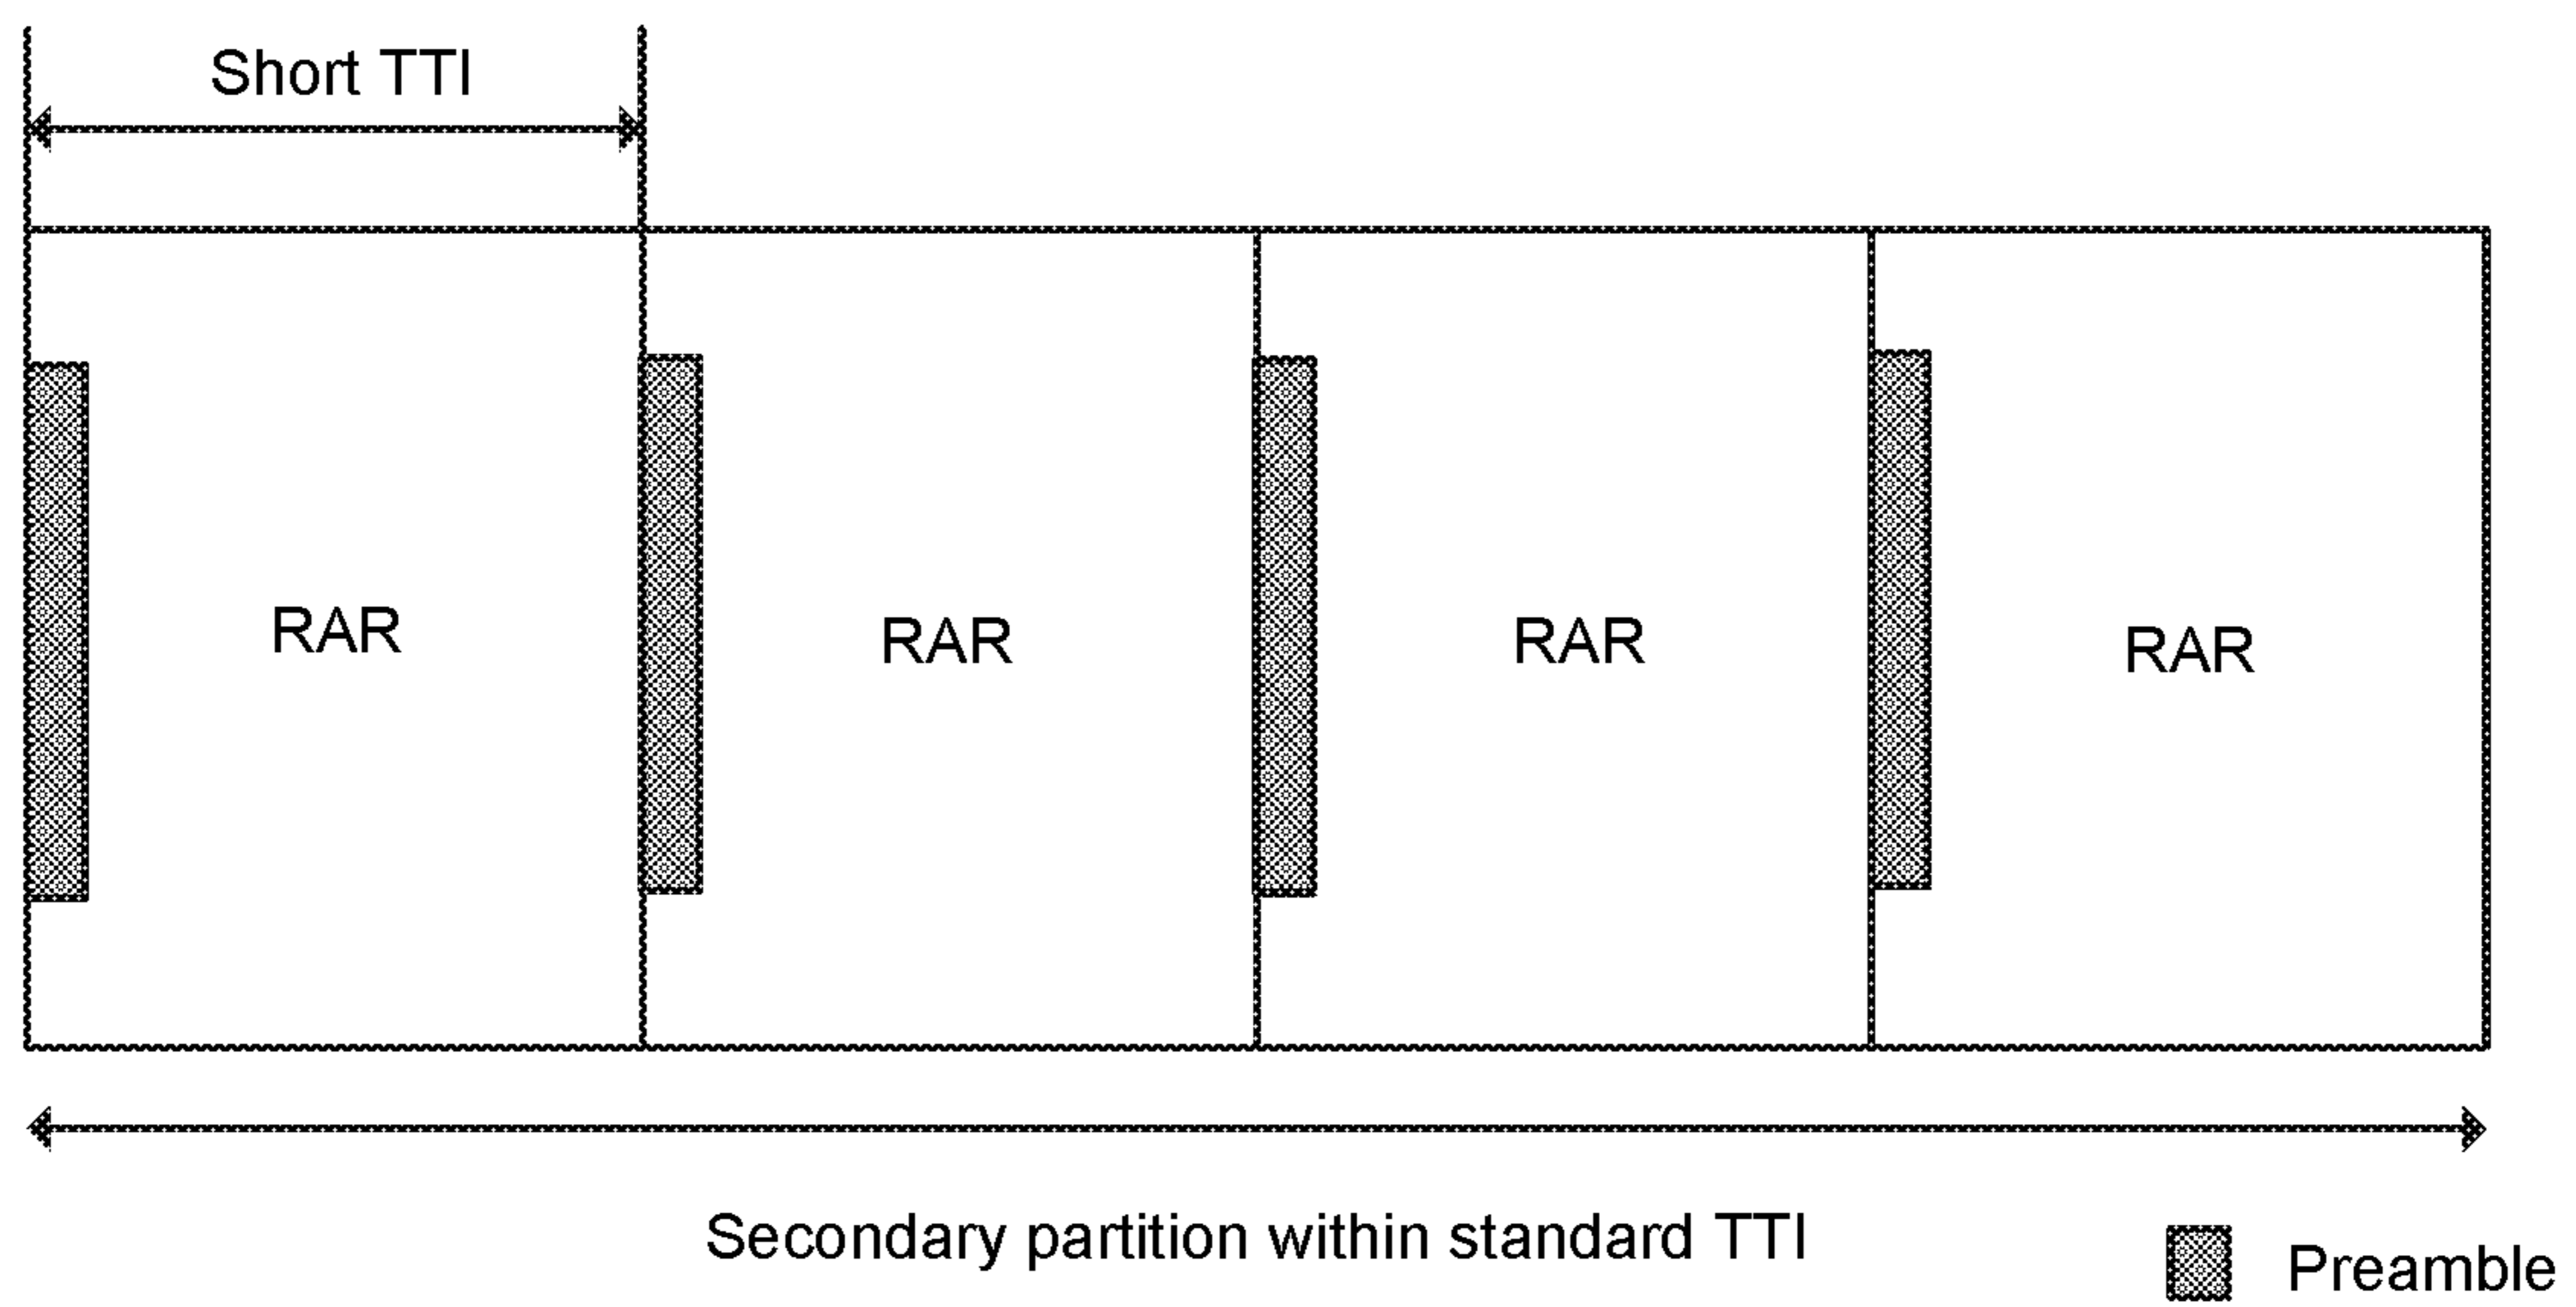 Short TTI
RAR
RAR
RAR
RAR
Secondary partition within standard TTI
Preamble